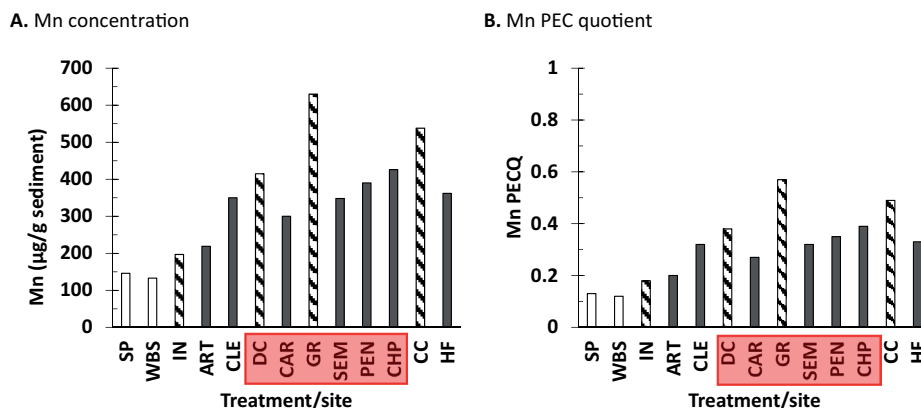 A. Mn concentration
700
600
500
400
300
200
100
0
Mn (µg/g sediment)
SP
WBS
IN
ART
CLE
DC
CAR
GR
SEM
PEN
CHP
CC
HF
Treatment/site
B. Mn PEC quotient
1
0.8
0.6
0.4
0.2
0
Mn PECQ
SP
WBS
IN
ART
CLE
DC
CAR
GR
SEM
PEN
CHP
CC
HF
Treatment/site